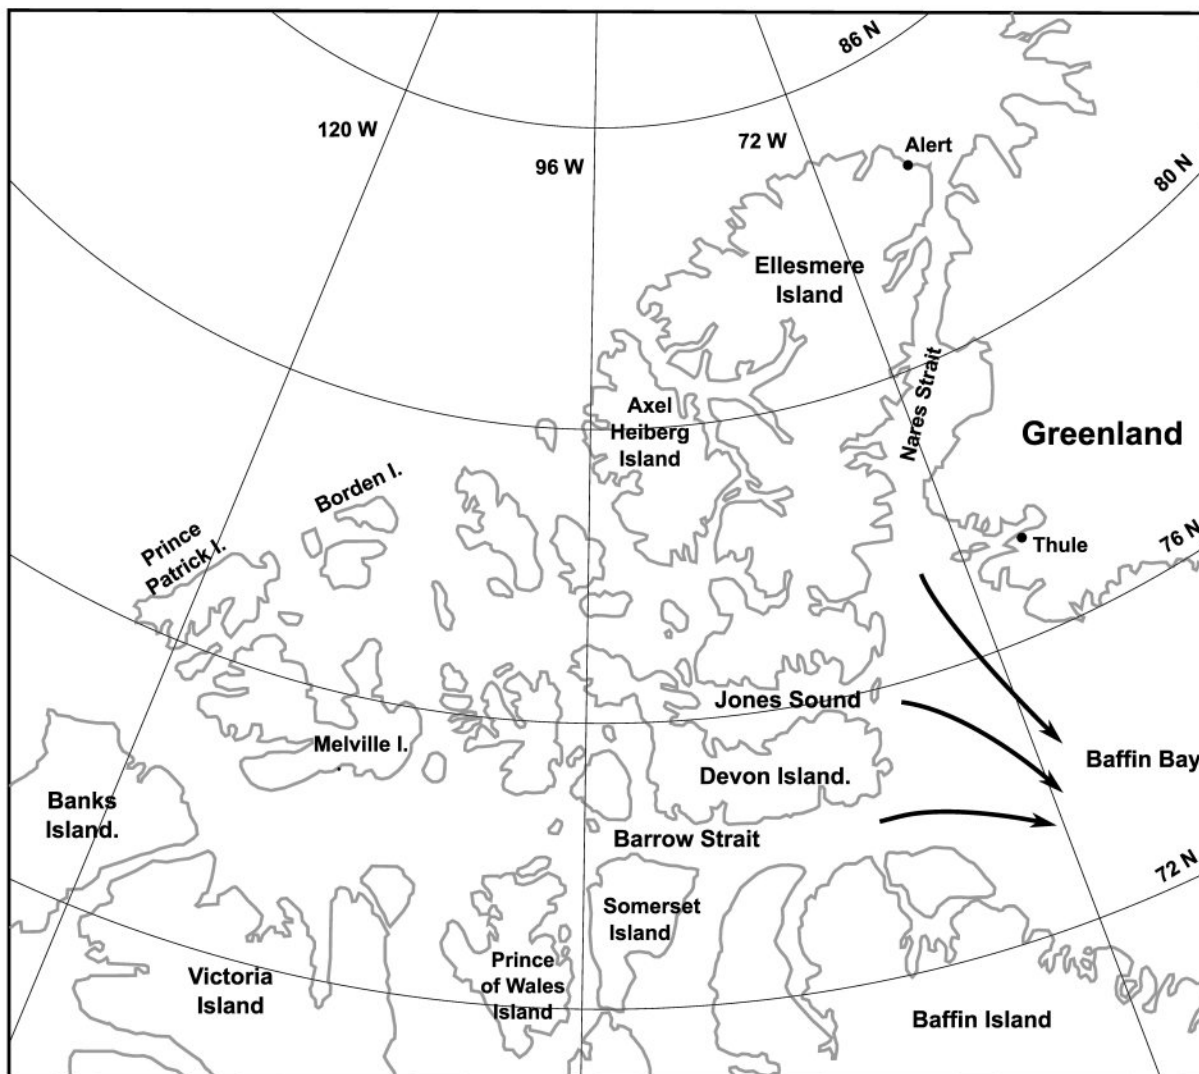 86 N
120 W
96 W
72 W
Alert
80 N
Ellesmere
Island
Nares Strait
Axel
Heiberg
Island
Greenland
Borden I.
Prince
Patrick I.
76 N
Thule
Jones Sound
Melville I.
Devon Island.
Baffin Bay
Banks
Island.
Barrow Strait
72 N
Somerset
Island
Prince
of Wales
Island
Victoria
Island
Baffin Island